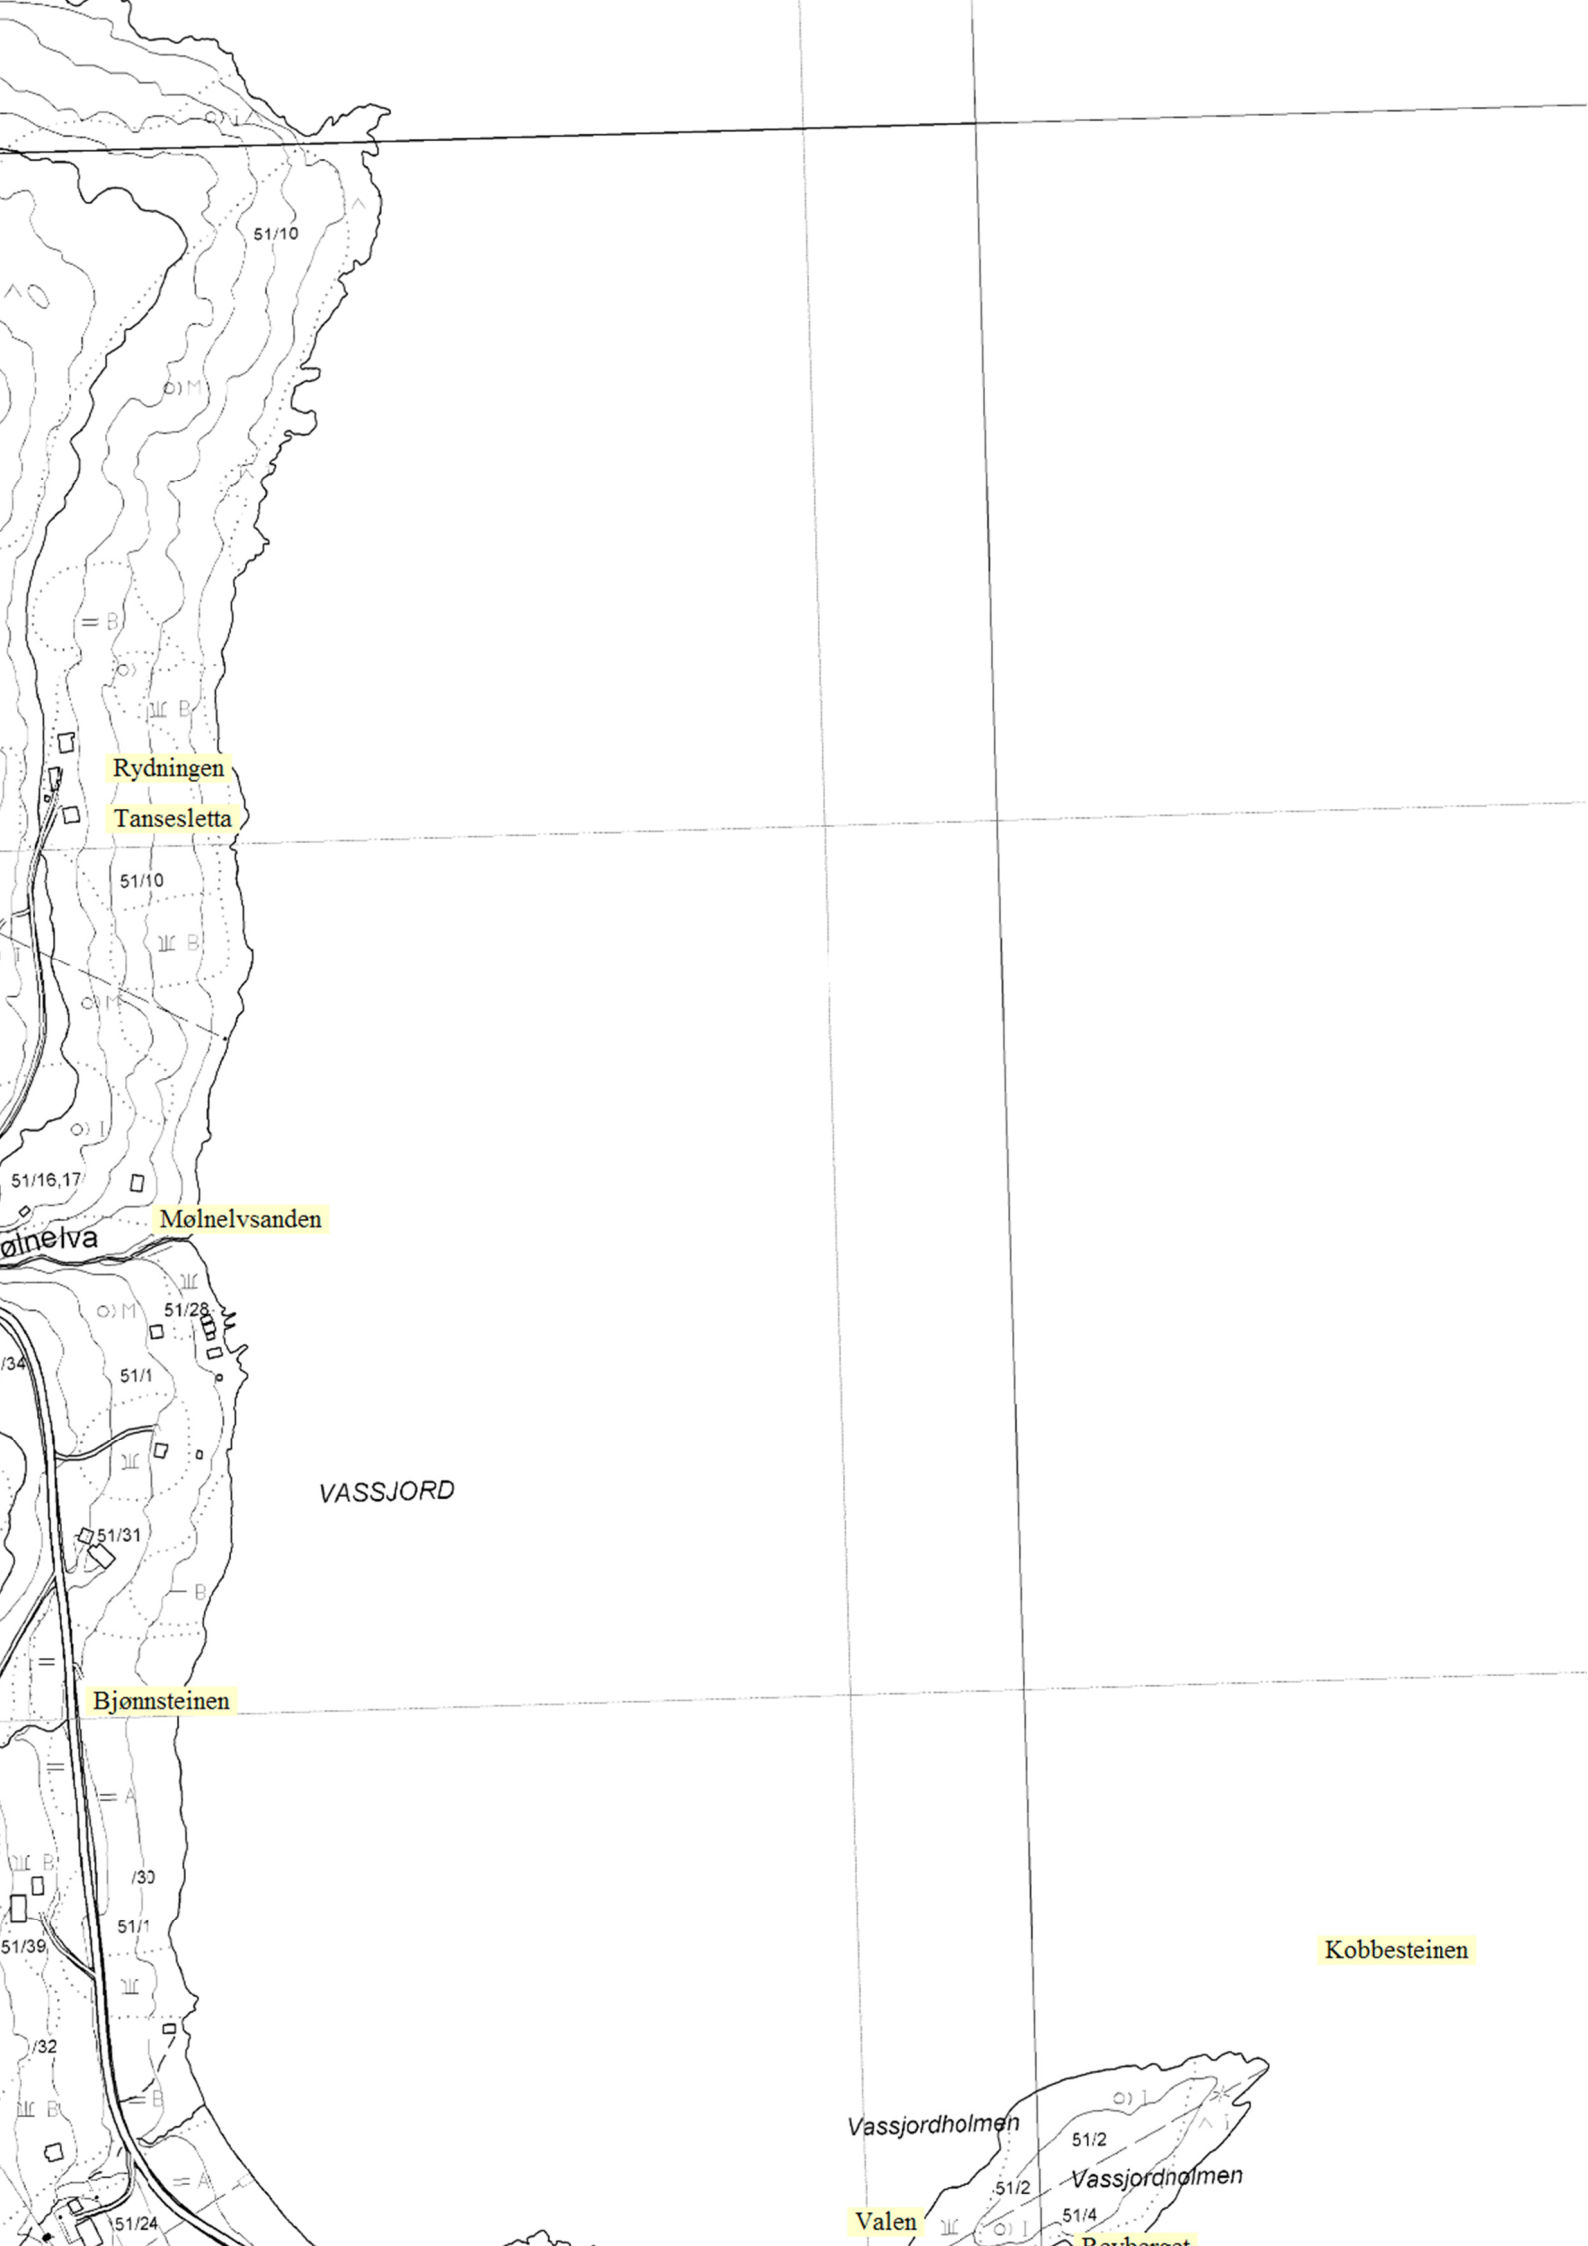 51/10
O) M
= B
O)
B
Rydningen
Tansesletta
51/10
B
O) M
O) I
51/16,17
Mølnelvsanden
ølnelva
O) M
51/28
/34
51/1
VASSJORD
51/31
B
Bjønnsteinen
= A
B
/30
51/1
51/39
Kobbesteinen
/32
B
= B
O) I
Vassjordholmen
51/2
= A
Vassjordholmen
51/2
51/4
Valen
51/24
O) I